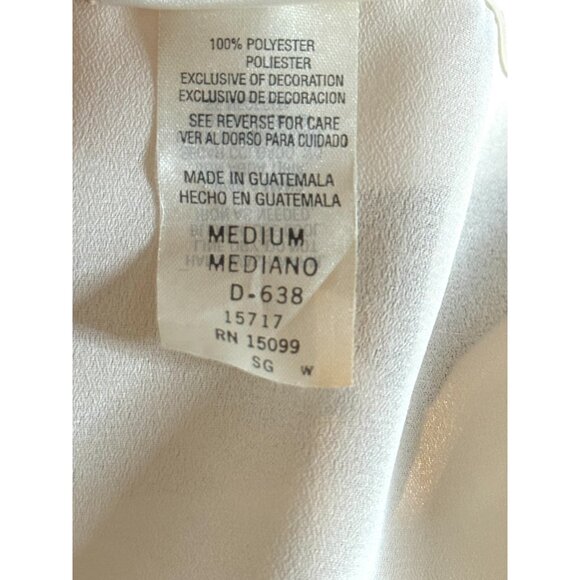 100% POLYESTER
POLIESTER
EXCLUSIVE OF DECORATION
EXCLUSIVO DE DECORACION
SEE REVERSE FOR CARE
VER AL DORSO PARA CUIDADO
MADE IN GUATEMALA
HECHO EN GUATEMALA
MEDIUM
MEDIANO
D-638
15717
RN 15099
SG W